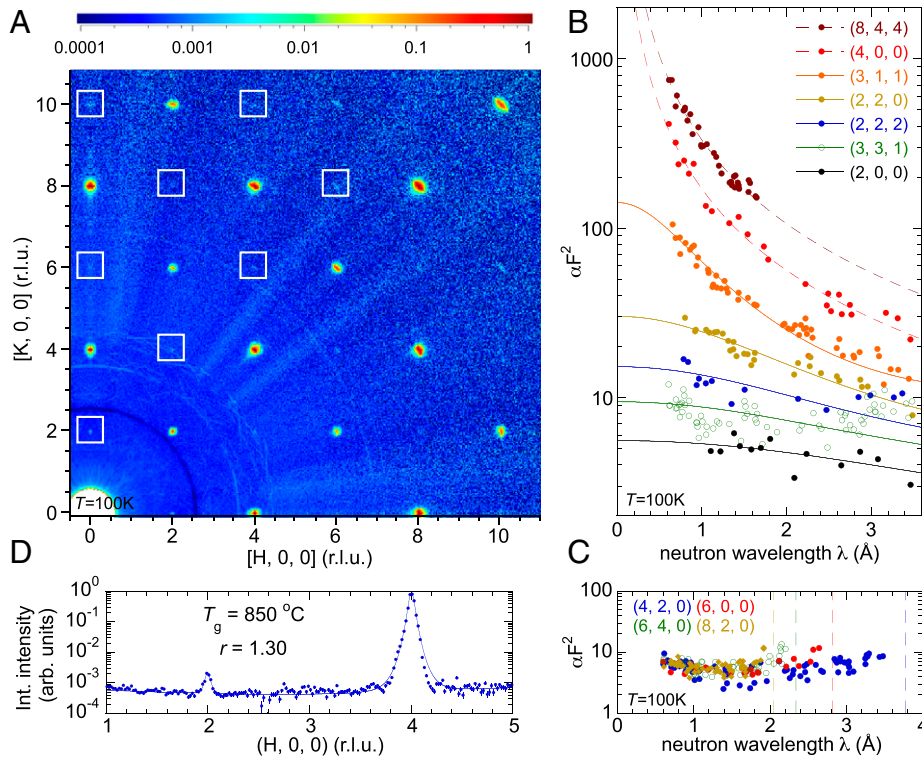 A
0.0001 0.001 0.01 0.1 1
[K, 0, 0] (r.l.u.)
10
8
6
4
2
0
T=100K
0 2 4 6 8 10
[H, 0, 0] (r.l.u.)
B
αF²
1000
100
10
(8, 4, 4)
(4, 0, 0)
(3, 1, 1)
(2, 2, 0)
(2, 2, 2)
(3, 3, 1)
(2, 0, 0)
T=100K
0 1 2 3
neutron wavelength λ (Å)
D
Int. intensity
(arb. units)
10⁰
10⁻¹
10⁻²
10⁻³
10⁻⁴
Tg = 850 °C
r = 1.30
1 2 3 4 5
(H, 0, 0) (r.l.u.)
C
αF²
100
10
1
(4, 2, 0) (6, 0, 0)
(6, 4, 0) (8, 2, 0)
T=100K
0 1 2 3 4
neutron wavelength λ (Å)